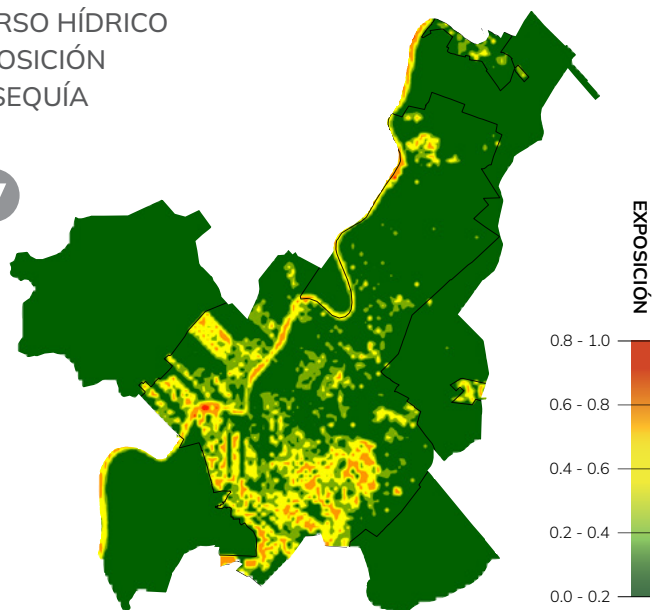 RSO HÍDRICO
OSICIÓN
SEQUÍA
EXPOSICIÓN
0.8 - 1.0
0.6 - 0.8
0.4 - 0.6
0.2 - 0.4
0.0 - 0.2